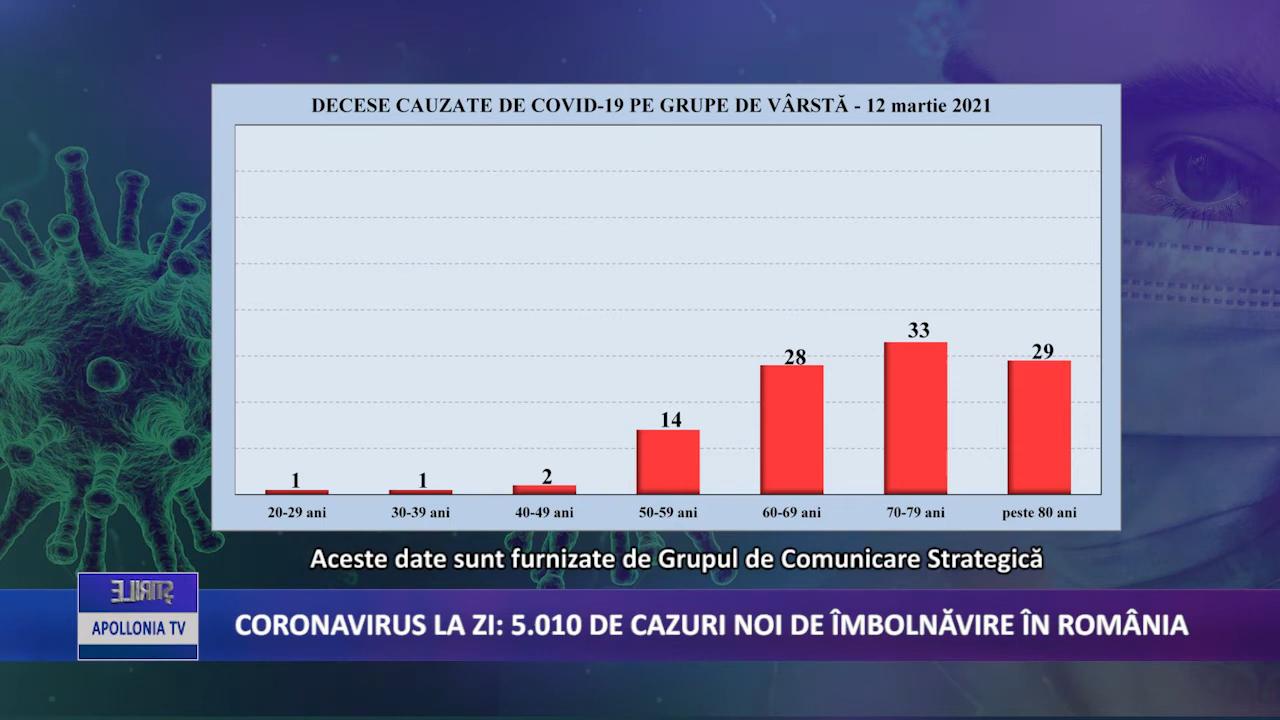 DECESE CAUZATE DE COVID-19 PE GRUPE DE VÂRSTĂ - 12 martie 2021
1
1
2
14
28
33
29
20-29 ani
30-39 ani
40-49 ani
50-59 ani
60-69 ani
70-79 ani
peste 80 ani
Aceste date sunt furnizate de Grupul de Comunicare Strategică
ŞTIRILE
APOLLONIA TV
CORONAVIRUS LA ZI: 5.010 DE CAZURI NOI DE ÎMBOLNĂVIRE ÎN ROMÂNIA